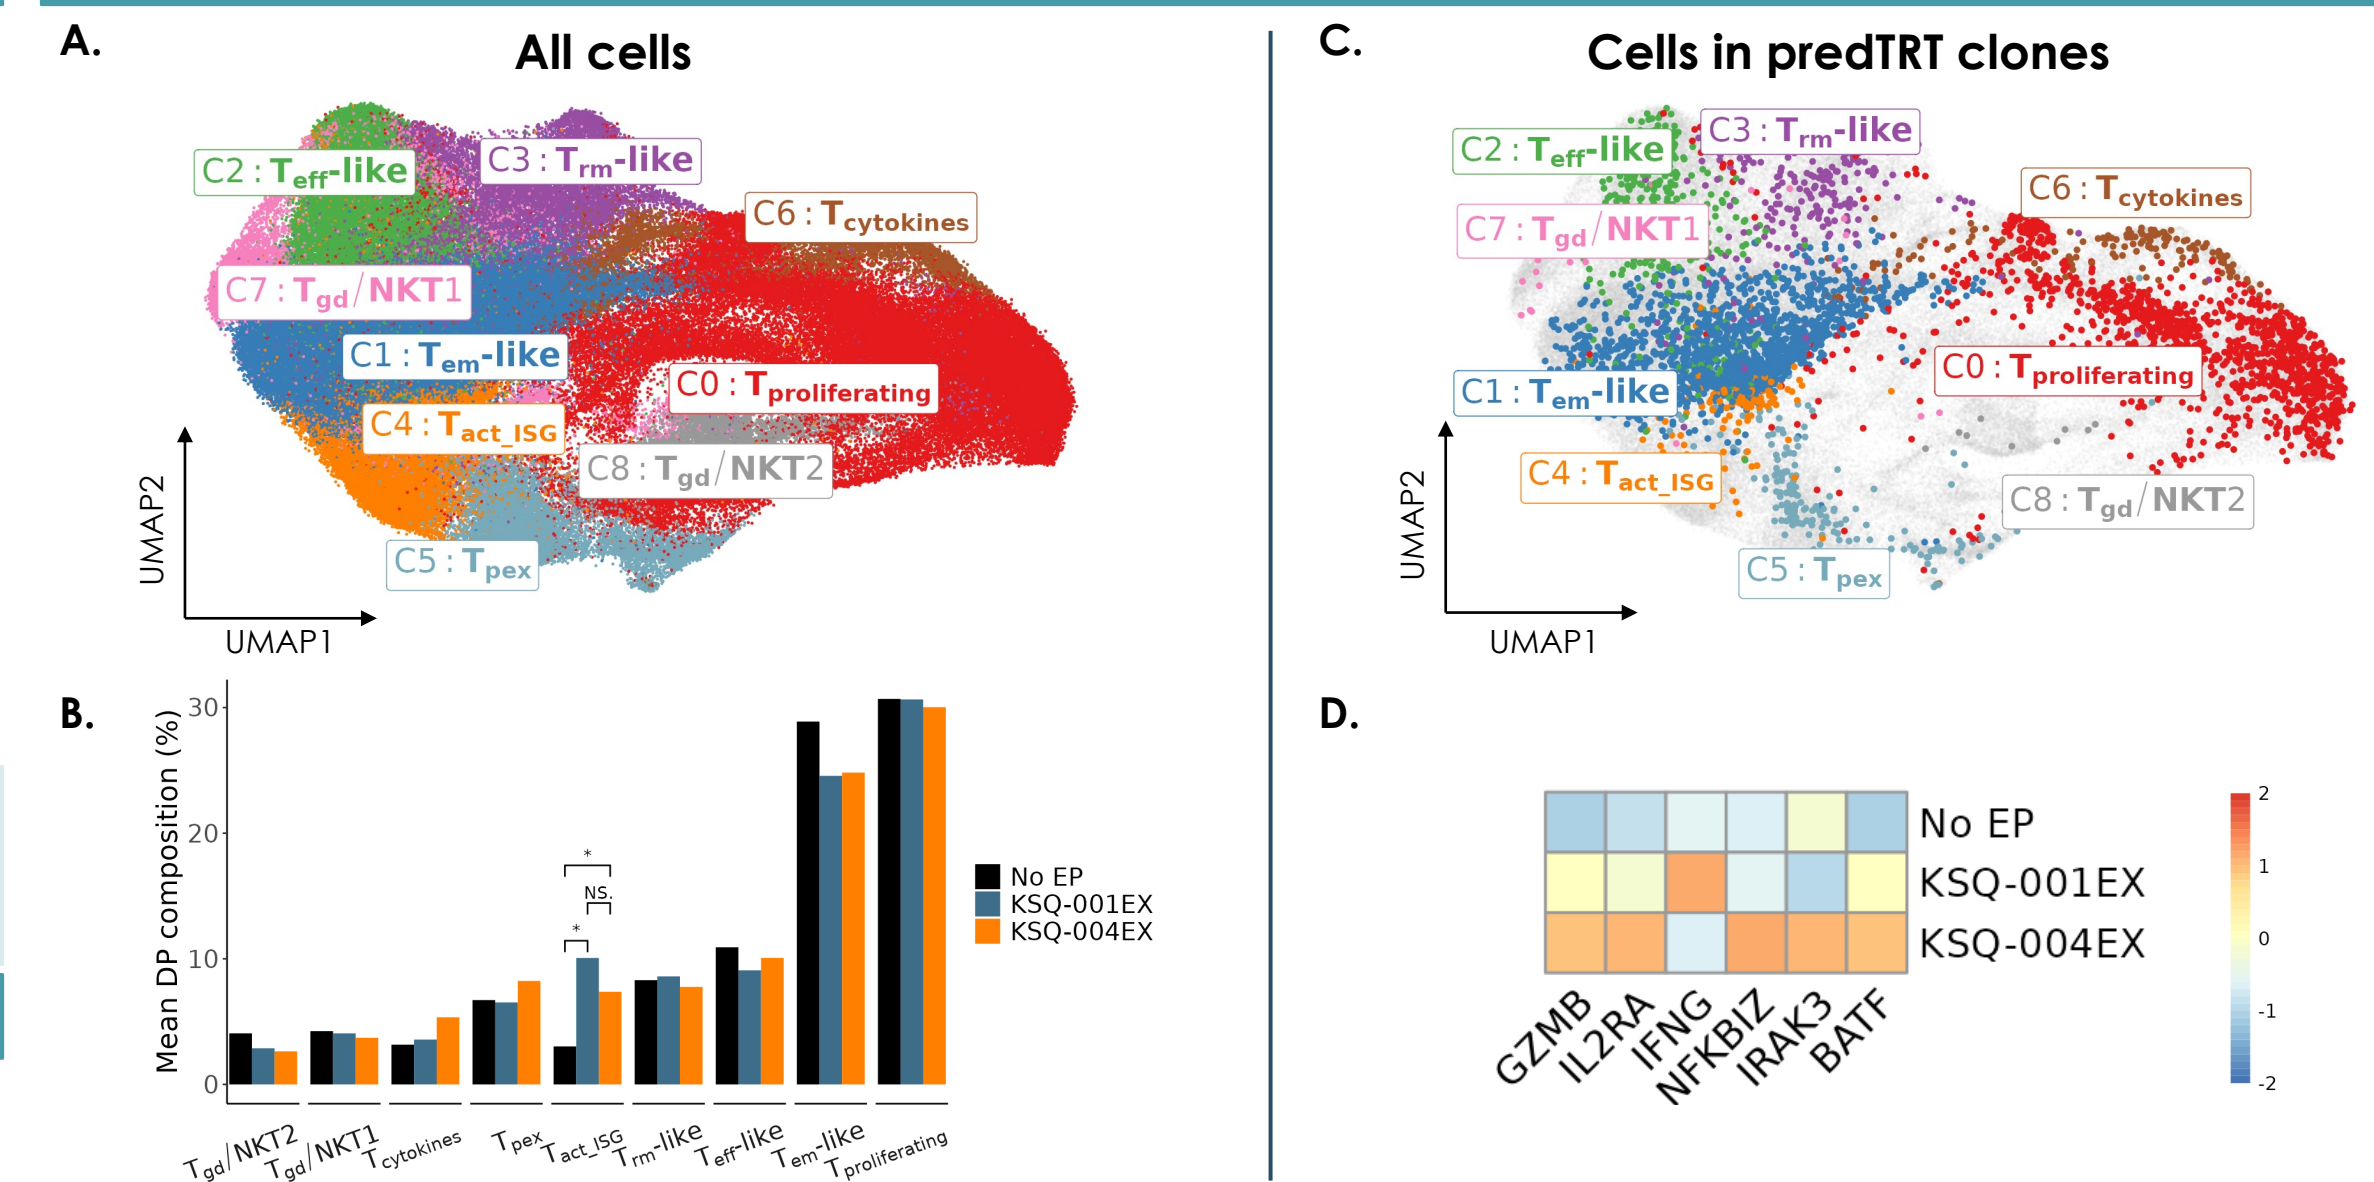 A.
All cells
C2 : Teff-like
C3 : Trm-like
C6 : Tcytokines
C7 : Tgd/NKT1
C1 : Tem-like
C0 : Tproliferating
C4 : Tact_ISG
C8 : Tgd/NKT2
C5 : Tpex
UMAP2
UMAP1
B.
Mean DP composition (%)
30
20
10
0
*
NS.
*
No EP
KSQ-001EX
KSQ-004EX
Tgd/NKT2
Tgd/NKT1
Tcytokines
Tpex
Tact_ISG
Trm-like
Teff-like
Tem-like
Tproliferating
C.
Cells in predTRT clones
C2 : Teff-like
C3 : Trm-like
C6 : Tcytokines
C7 : Tgd/NKT1
C0 : Tproliferating
C1 : Tem-like
C4 : Tact_ISG
C8 : Tgd/NKT2
C5 : Tpex
UMAP2
UMAP1
D.
No EP
KSQ-001EX
KSQ-004EX
GZMB
IL2RA
IFNG
NFKBIZ
IRAK3
BATF
2
1
0
-1
-2